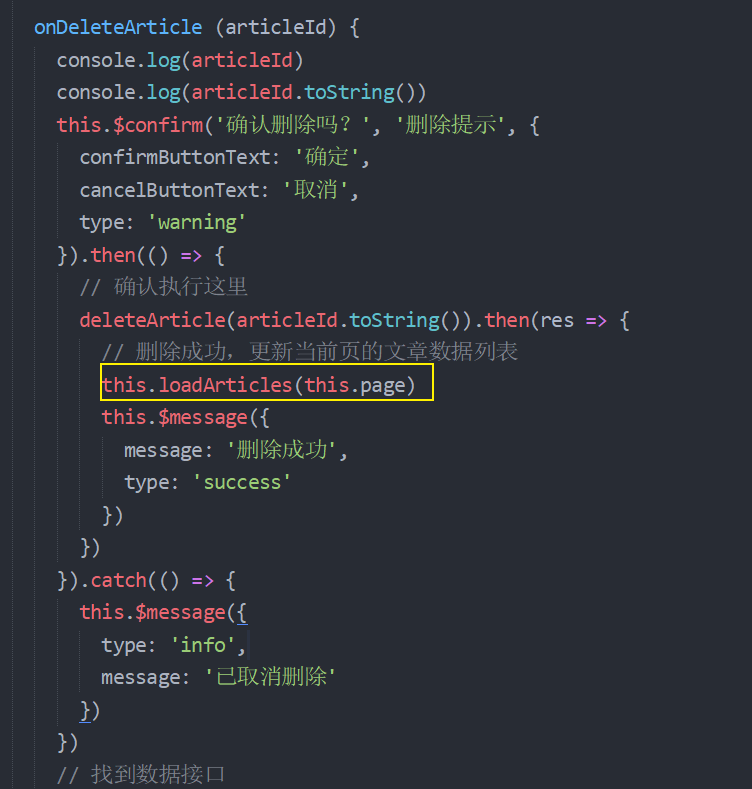 onDeleteArticle (articleId) {
console.log(articleId)
console.log(articleId.toString())
this.$confirm('确认删除吗？', '删除提示', {
confirmButtonText: '确定',
cancelButtonText: '取消',
type: 'warning'
}).then(() => {
// 确认执行这里
deleteArticle(articleId.toString()).then(res => {
// 删除成功，更新当前页的文章数据列表
this.loadArticles(this.page)
this.$message({
message: '删除成功',
type: 'success'
})
})
}).catch(() => {
this.$message({
type: 'info',
message: '已取消删除'
})
})
// 找到数据接口